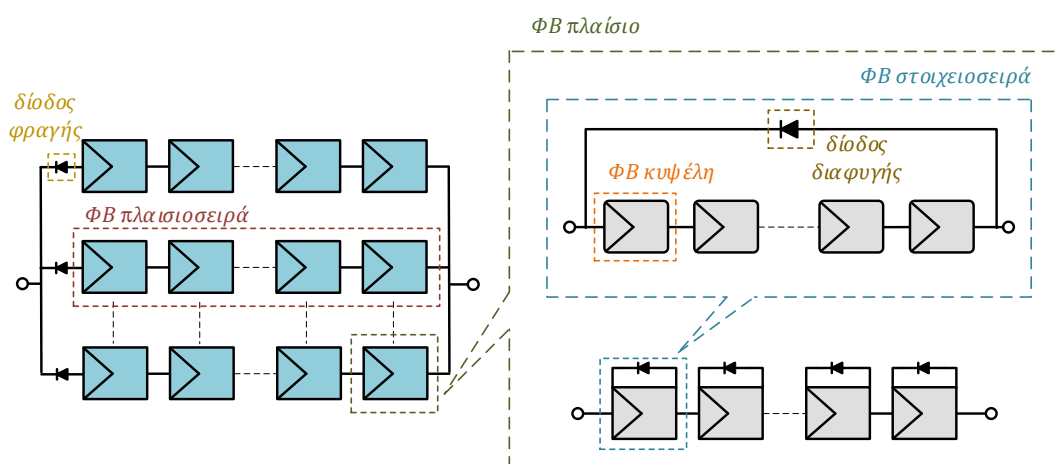 ΦΒ πλαίσιο
ΦΒ στοιχειοσειρά
δίοδος
φραγής
δίοδος
διαφυγής
ΦΒ κυψέλη
ΦΒ πλαισιοσειρά